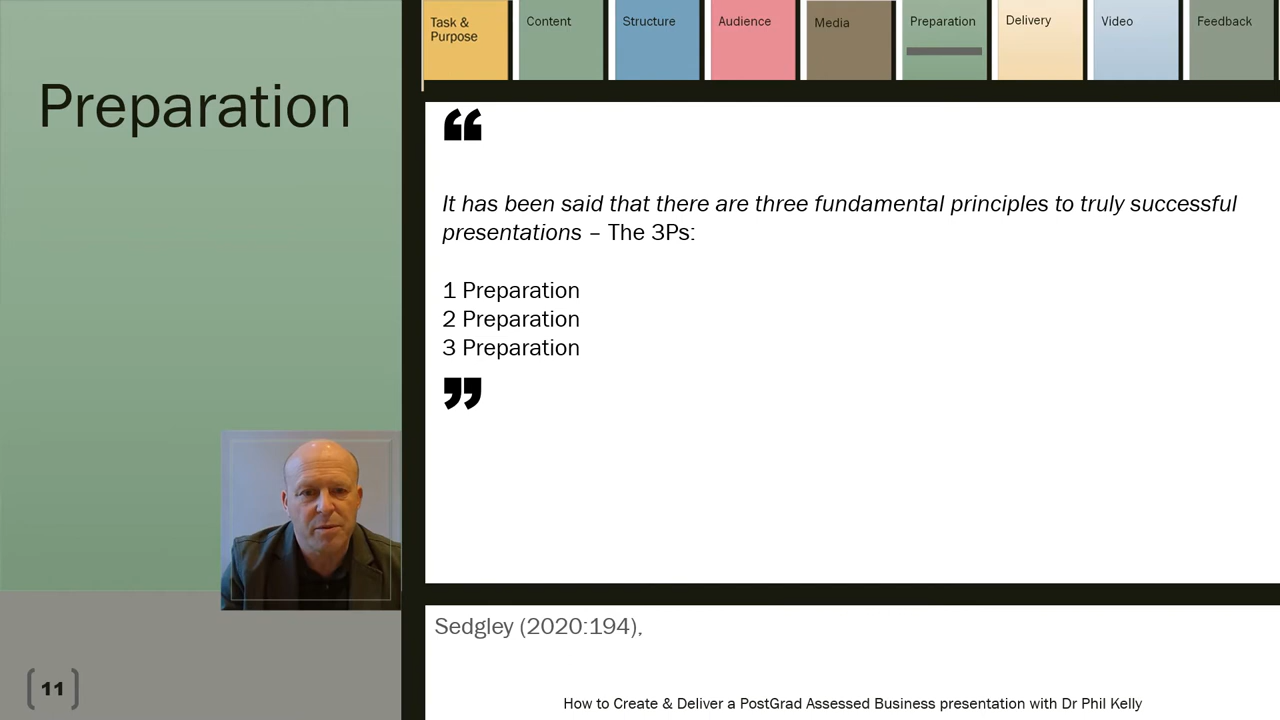 Preparation
Task &
Purpose
Content
Structure
Audience
Media
Preparation
Delivery
Video
Feedback
“
It has been said that there are three fundamental principles to truly successful
presentations – The 3Ps:
1 Preparation
2 Preparation
3 Preparation
”
Sedgley (2020:194),
11
How to Create & Deliver a PostGrad Assessed Business presentation with Dr Phil Kelly